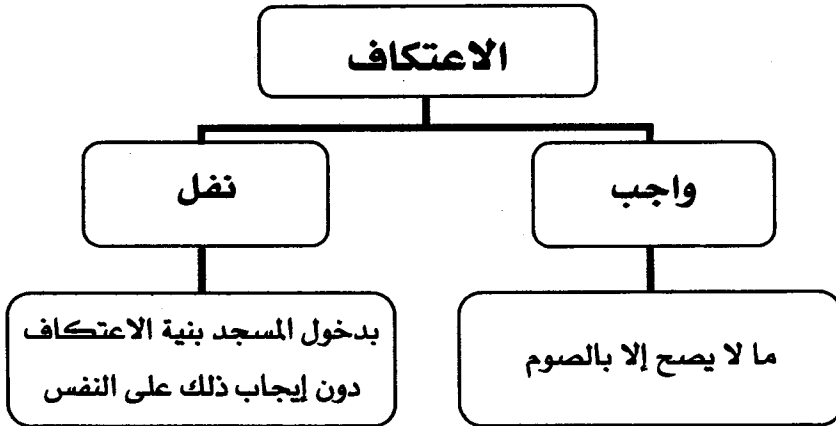 الاعتكاف
واجب
نفل
ما لا يصح إلا بالصوم
بدخول المسجد بنية الاعتكاف
دون إيجاب ذلك على النفس